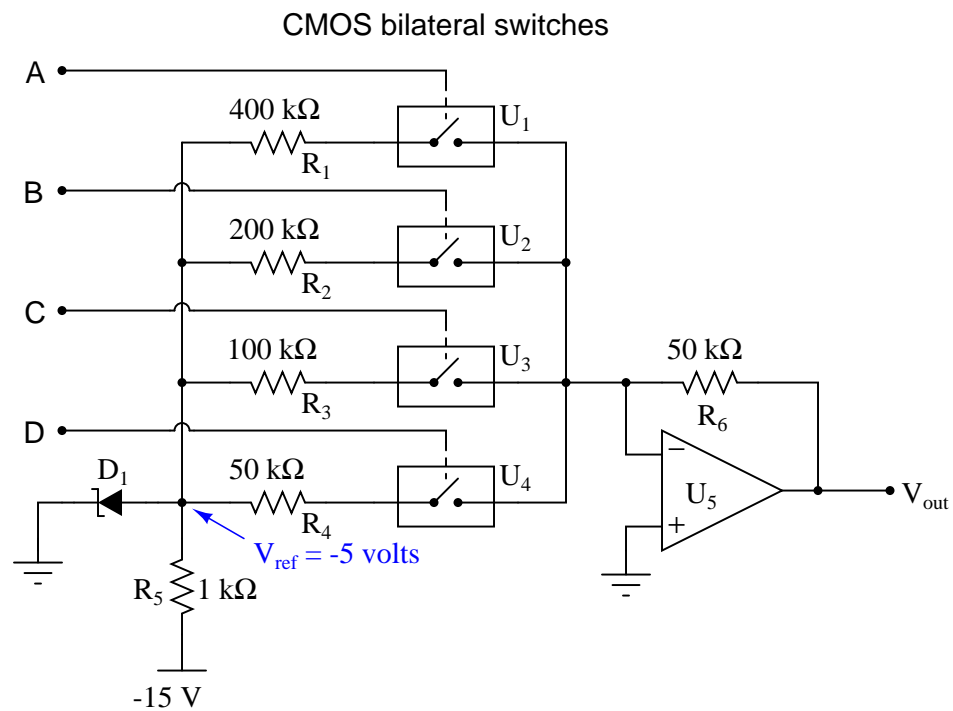 CMOS bilateral switches
A
400 kΩ
U1
R1
B
200 kΩ
U2
R2
C
100 kΩ
U3
R3
50 kΩ
R6
D
D1
50 kΩ
U4
R4
−
U5
+
Vout
Vref = -5 volts
R5 1 kΩ
-15 V